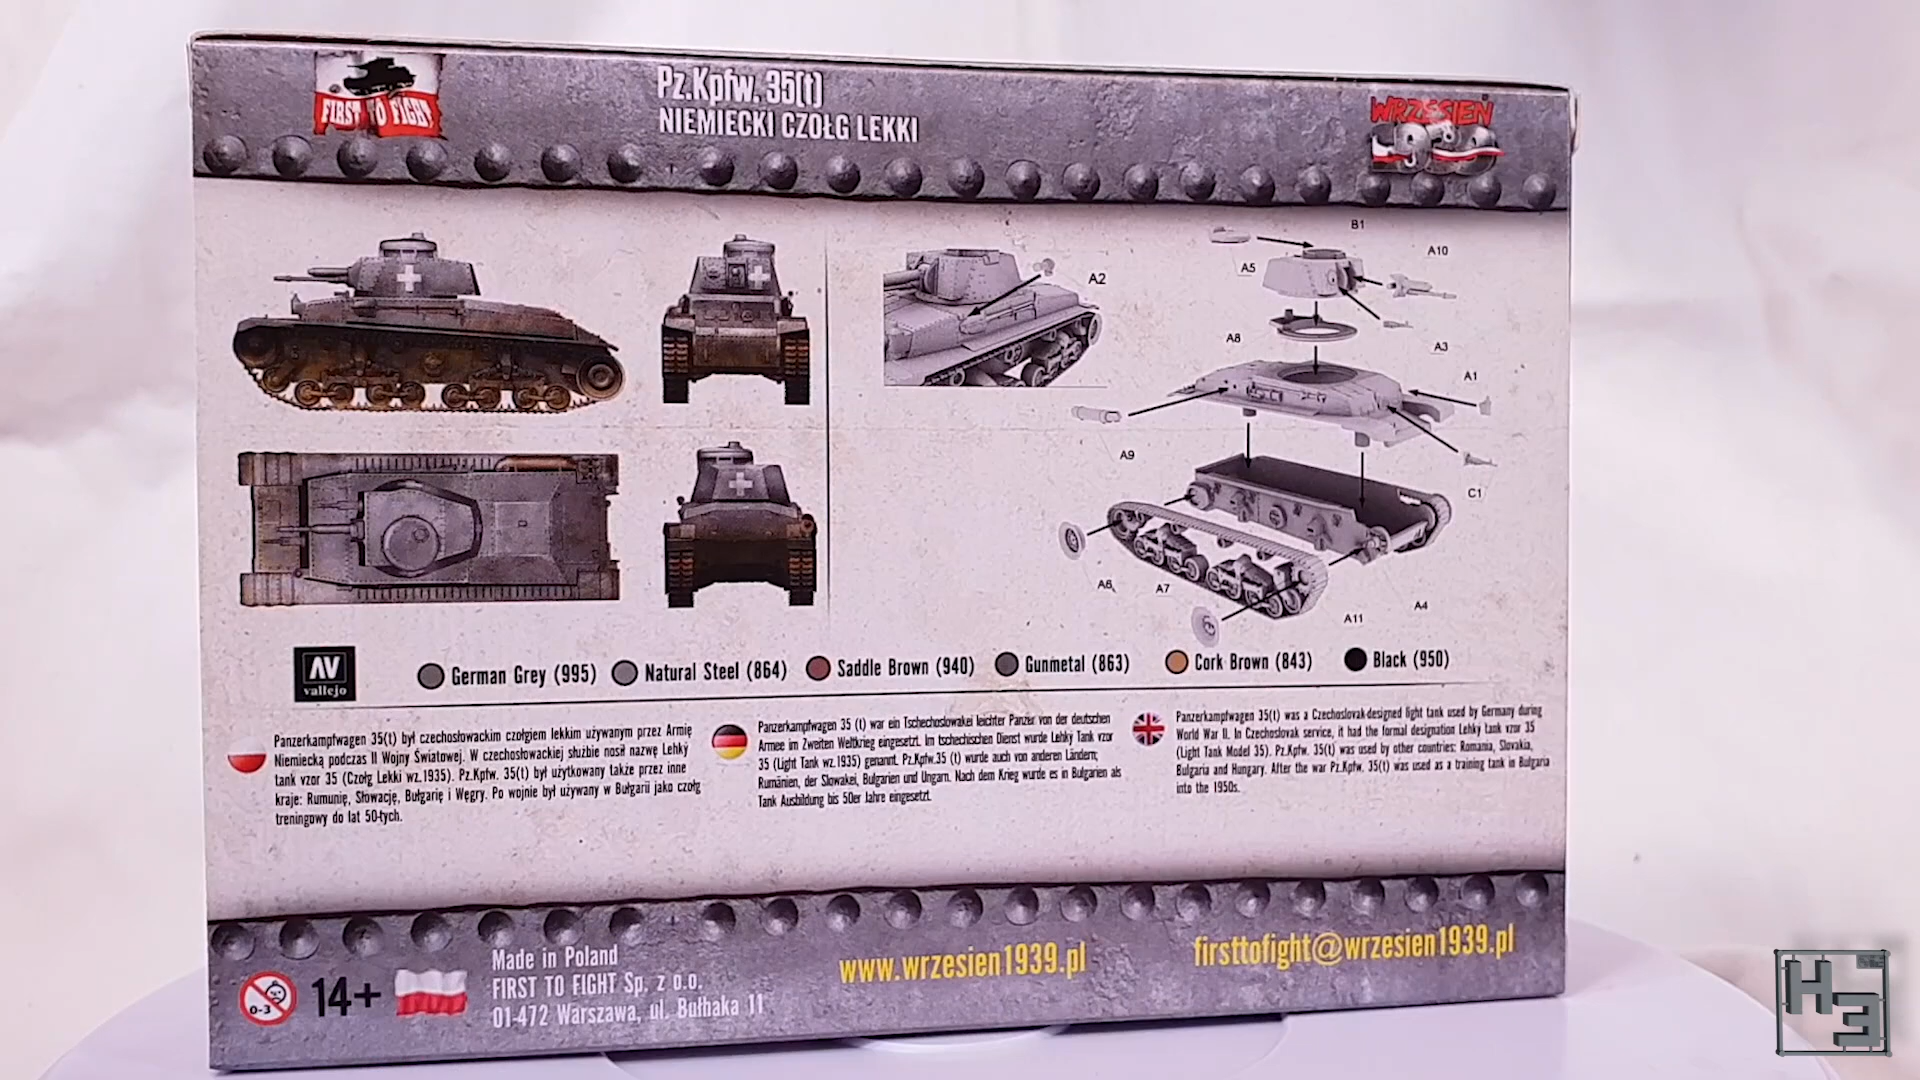 FIRST TO FIGHT
Pz.Kpfw. 35(t)
NIEMIECKI CZOŁG LEKKI
WRZESIEŃ
1939
A2
B1
A10
A5
A8
A3
A1
A9
C1
A6
A7
A4
A11
AV
vallejo
German Grey (995)
Natural Steel (864)
Saddle Brown (940)
Gunmetal (863)
Cork Brown (843)
Black (950)
Panzerkampfwagen 35(t) był czechosłowackim czołgiem lekkim używanym przez Armię
Niemiecką podczas II Wojny Światowej. W czechosłowackiej służbie nosił nazwę Lehký
tank vzor 35 (Czołg Lekki wz.1935). Pz.Kpfw. 35(t) był użytkowany także przez inne
kraje: Rumunię, Słowację, Bułgarię i Węgry. Po wojnie był używany w Bułgarii jako czołg
treningowy do lat 50-tych.
Panzerkampfwagen 35 (t) war ein Tschechoslowakei leichter Panzer von der deutschen
Armee im Zweiten Weltkrieg eingesetzt. Im tschechischen Dienst wurde Lehký Tank vzor
35 (Light Tank wz.1935) genannt. Pz.Kpfw.35 (t) wurde auch von anderen Ländern;
Rumänien, der Slowakei, Bulgarien und Ungarn. Nach dem Krieg wurde es in Bulgarien als
Tank Ausbildung bis 50er Jahre eingesetzt.
Panzerkampfwagen 35(t) was a Czechoslovak-designed light tank used by Germany during
World War II. In Czechoslovak service, it had the formal designation Lehký tank vzor 35
(Light Tank Model 35). Pz.Kpfw. 35(t) was used by other countries: Romania, Slovakia,
Bulgaria and Hungary. After the war Pz.Kpfw. 35(t) was used as a training tank in Bulgaria
into the 1950s.
0-3
14+
Made in Poland
FIRST TO FIGHT Sp. z o.o.
01-472 Warszawa, ul. Bułhaka 11
www.wrzesien1939.pl
firsttofight@wrzesien1939.pl
H3